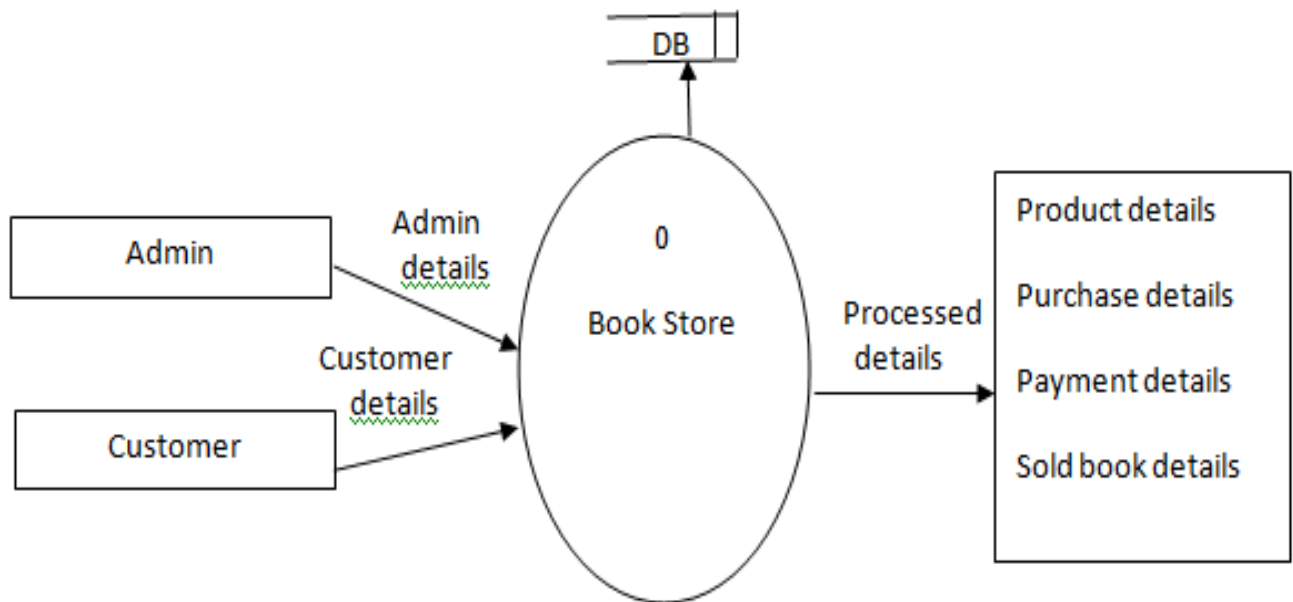 DB
Admin
Admin
details
Customer
details
Customer
0
Book Store
Processed
details
Product details
Purchase details
Payment details
Sold book details